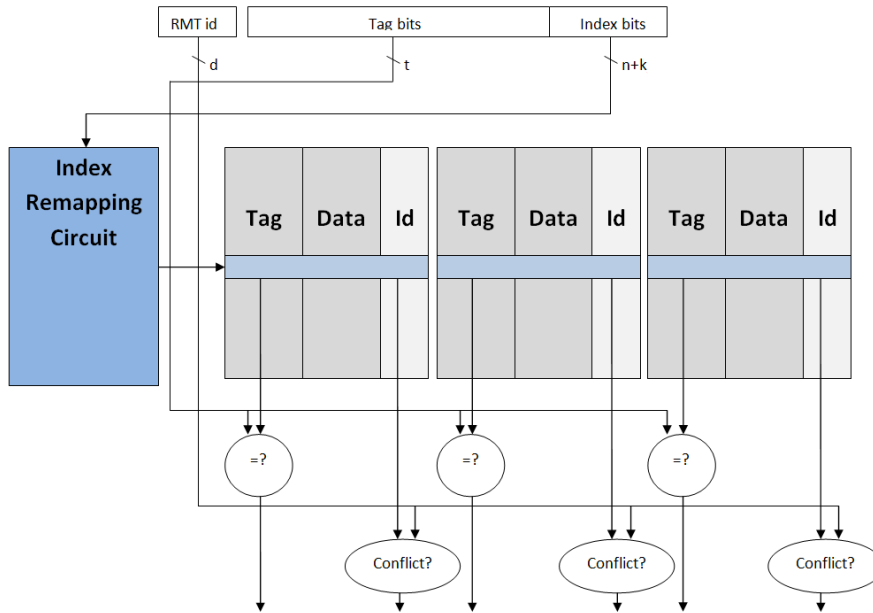 RMT id
Tag bits
Index bits
d
t
n+k
Index
Remapping
Circuit
Tag
Data
Id
Tag
Data
Id
Tag
Data
Id
=?
=?
=?
Conflict?
Conflict?
Conflict?